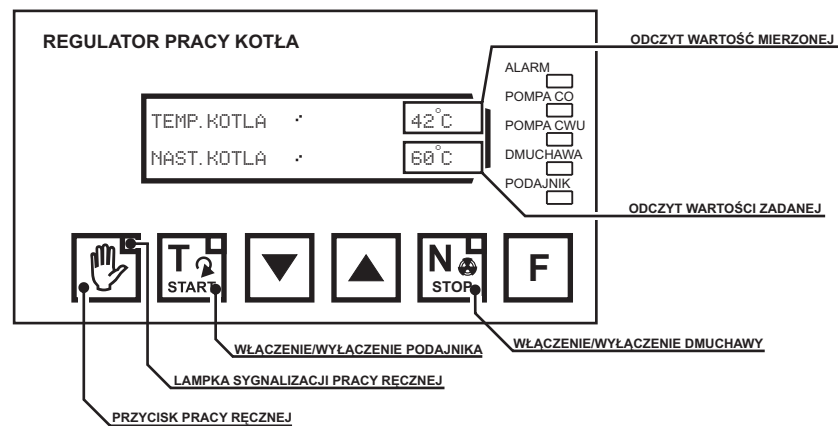 REGULATOR PRACY KOTŁA
ODCZYT WARTOŚĆ MIERZONEJ
ALARM
POMPA CO
POMPA CWU
DMUCHAWA
PODAJNIK
TEMP.KOTLA : 42°C
NAST.KOTLA : 60°C
ODCZYT WARTOŚCI ZADANEJ
T START
N STOP
F
WŁĄCZENIE/WYŁĄCZENIE PODAJNIKA
WŁĄCZENIE/WYŁĄCZENIE DMUCHAWY
LAMPKA SYGNALIZACJI PRACY RĘCZNEJ
PRZYCISK PRACY RĘCZNEJ